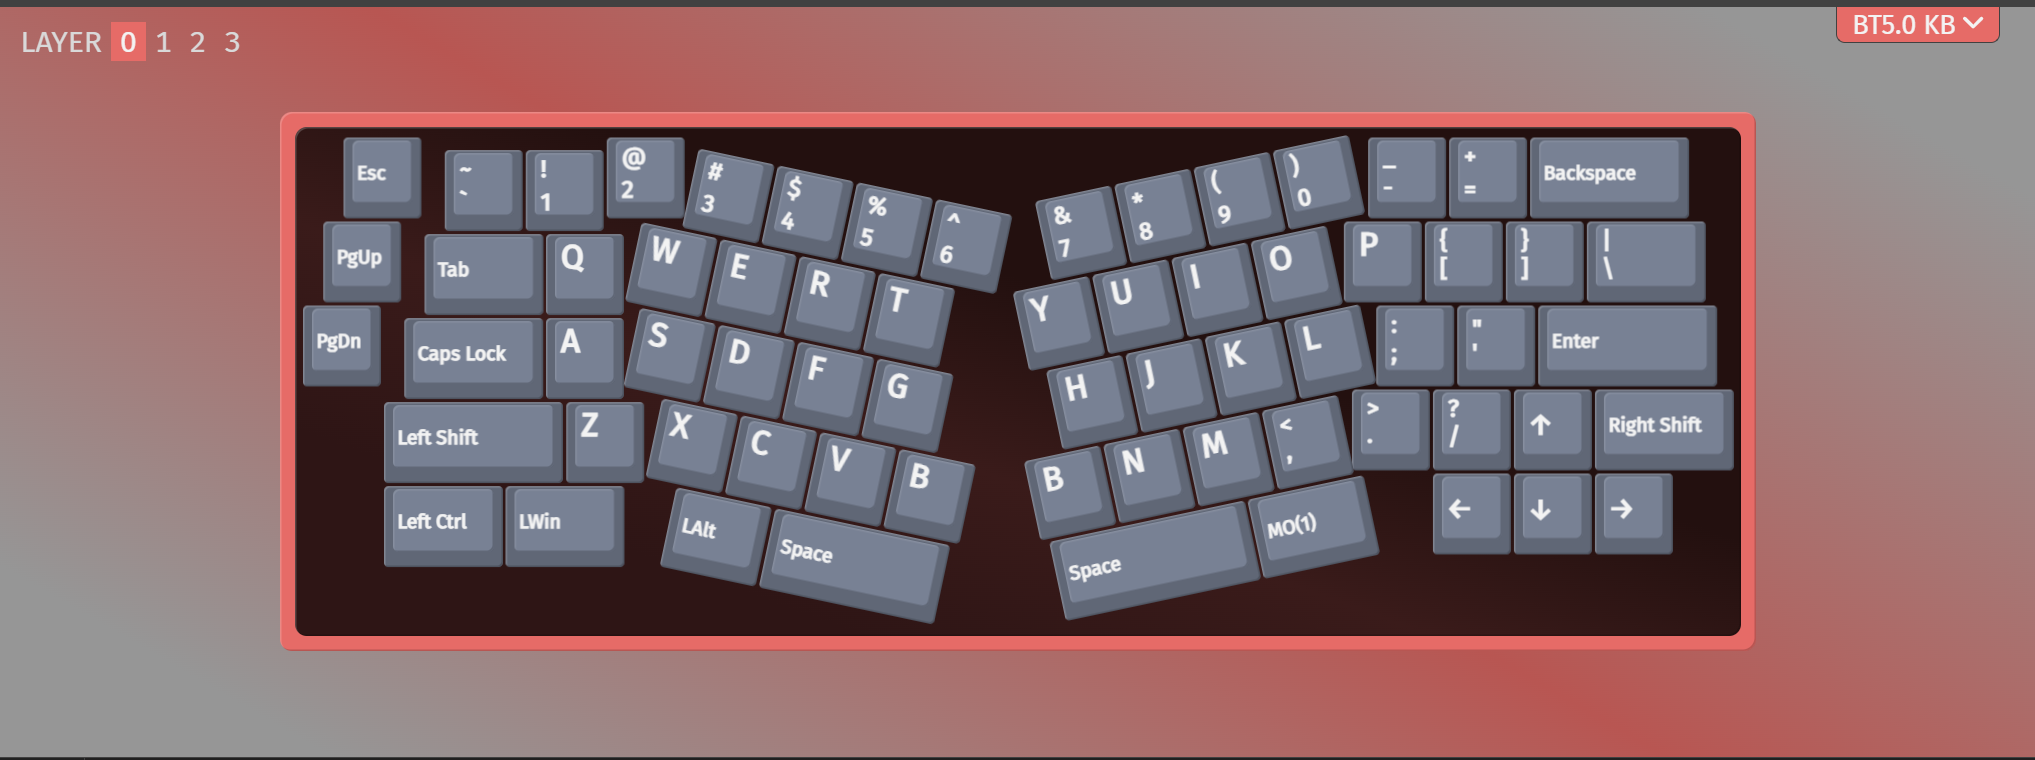 LAYER 0 1 2 3
BT5.0 KB
Esc
~
`
!
1
@
2
#
3
$
4
%
5
^
6
&
7
*
8
(
9
)
0
_
-
+
=
Backspace
PgUp
Tab
Q
W
E
R
T
Y
U
I
O
P
{
[
}
]
|
\
PgDn
Caps Lock
A
S
D
F
G
H
J
K
L
:
;
"
'
Enter
Left Shift
Z
X
C
V
B
B
N
M
<
,
>
.
?
/
↑
Right Shift
Left Ctrl
LWin
LAlt
Space
Space
MO(1)
←
↓
→